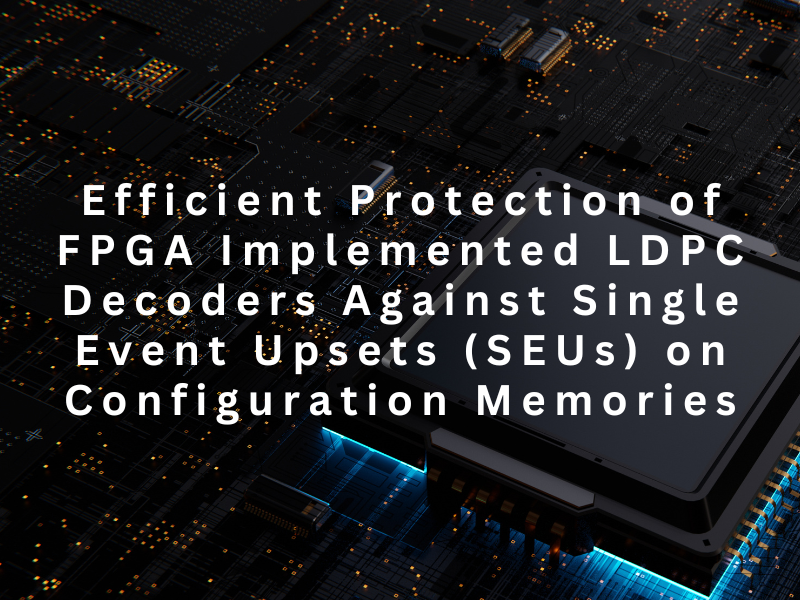 Efficient Protection of
FPGA Implemented LDPC
Decoders Against Single
Event Upsets (SEUs) on
Configuration Memories